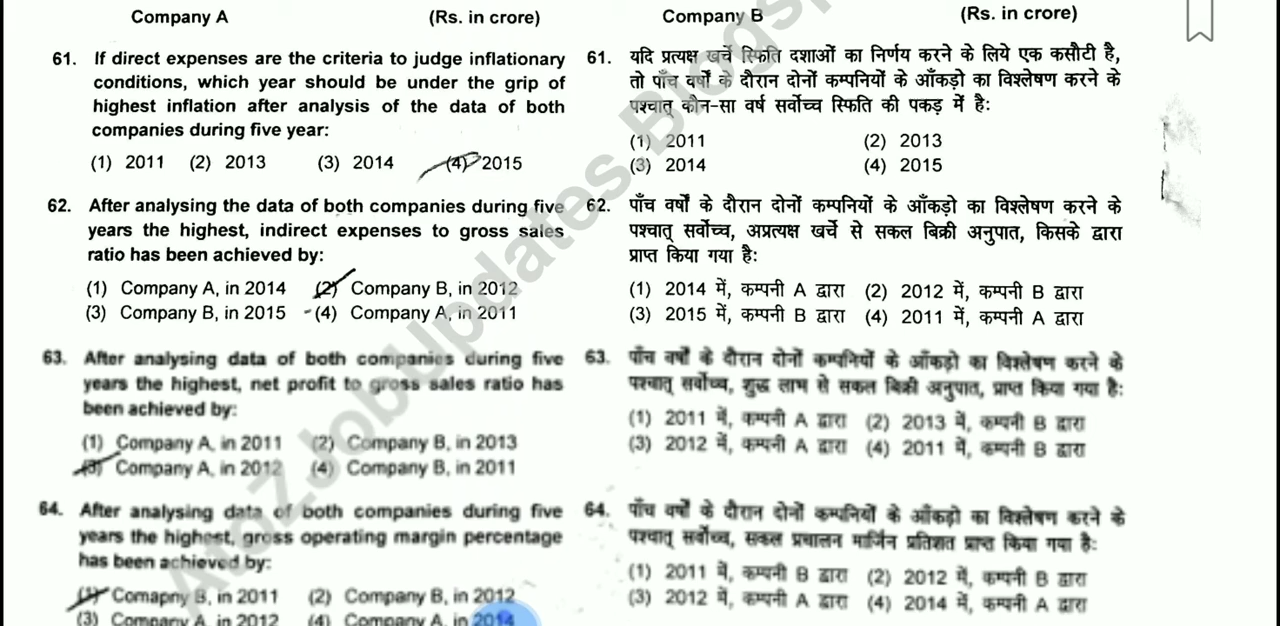 Company A (Rs. in crore)
Company B (Rs. in crore)
61. If direct expenses are the criteria to judge inflationary
conditions, which year should be under the grip of
highest inflation after analysis of the data of both
companies during five year:
(1) 2011 (2) 2013 (3) 2014 (4) 2015
62. After analysing the data of both companies during five
years the highest, indirect expenses to gross sales
ratio has been achieved by:
(1) Company A, in 2014 (2) Company B, in 2012
(3) Company B, in 2015 (4) Company A, in 2011
63. After analysing data of both companies during five
years the highest, net profit to gross sales ratio has
been achieved by:
(1) Company A, in 2011 (2) Company B, in 2013
(3) Company A, in 2012 (4) Company B, in 2011
64. After analysing data of both companies during five
years the highest, gross operating margin percentage
has been achieved by:
(1) Comapny B, in 2011 (2) Company B, in 2012
(3) Company A, in 2012 (4) Company A, in 2014
61. यदि प्रत्यक्ष खर्चे स्फिति दशाओं का निर्णय करने के लिये एक कसौटी है,
तो पाँच वर्षों के दौरान दोनों कम्पनियों के आँकड़ो का विश्लेषण करने के
पश्चात् कौन-सा वर्ष सर्वोच्च स्फिति की पकड़ में है:
(1) 2011 (2) 2013
(3) 2014 (4) 2015
62. पाँच वर्षों के दौरान दोनों कम्पनियों के आँकड़ो का विश्लेषण करने के
पश्चात् सर्वोच्च, अप्रत्यक्ष खर्चे से सकल बिक्री अनुपात, किसके द्वारा
प्राप्त किया गया है:
(1) 2014 में, कम्पनी A द्वारा (2) 2012 में, कम्पनी B द्वारा
(3) 2015 में, कम्पनी B द्वारा (4) 2011 में, कम्पनी A द्वारा
63. पाँच वर्षों के दौरान दोनों कम्पनियों के आँकड़ो का विश्लेषण करने के
पश्चात् सर्वोच्च, शुद्ध लाभ से सकल बिक्री अनुपात, प्राप्त किया गया है:
(1) 2011 में, कम्पनी A द्वारा (2) 2013 में, कम्पनी B द्वारा
(3) 2012 में, कम्पनी A द्वारा (4) 2011 में, कम्पनी B द्वारा
64. पाँच वर्षों के दौरान दोनों कम्पनियों के आँकड़ो का विश्लेषण करने के
पश्चात् सर्वोच्च, सकल प्रचालन मार्जिन प्रतिशत प्राप्त किया गया है:
(1) 2011 में, कम्पनी B द्वारा (2) 2012 में, कम्पनी B द्वारा
(3) 2012 में, कम्पनी A द्वारा (4) 2014 में, कम्पनी A द्वारा
AtoZJobUpdates.Blogsp